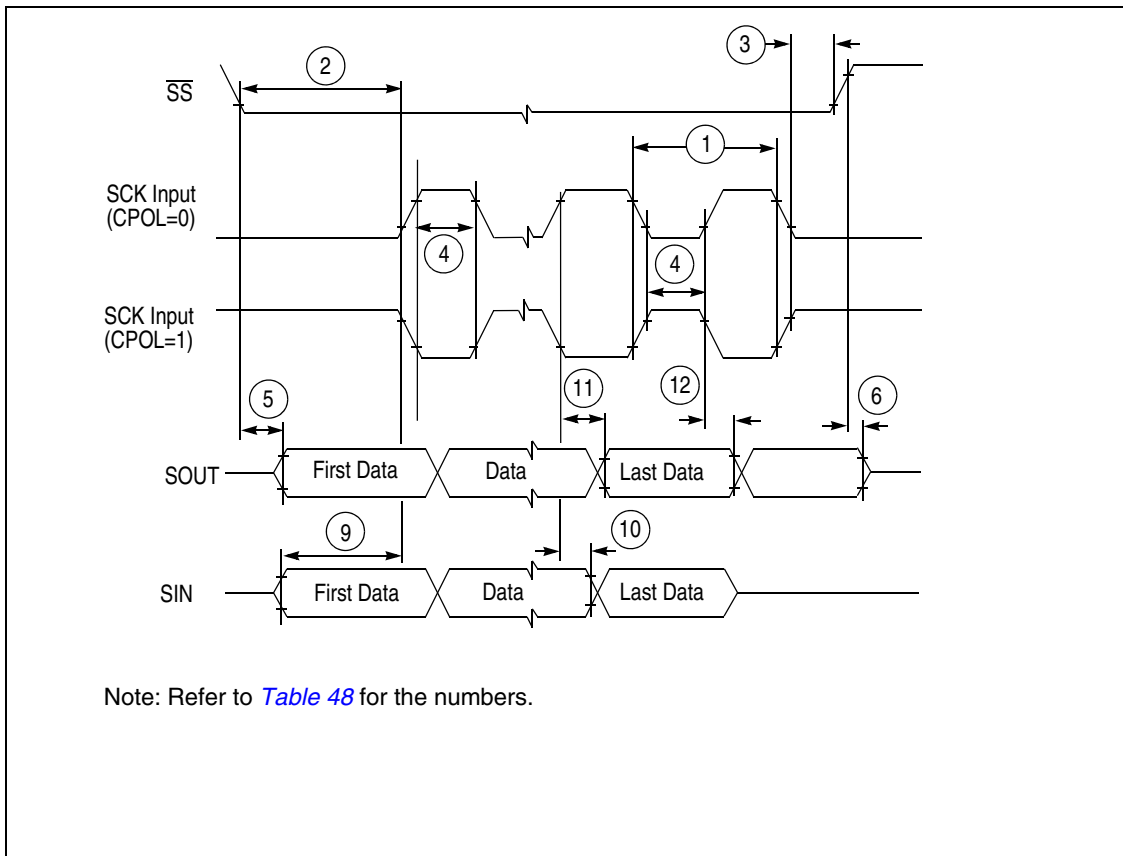 3
2
SS
1
SCK Input
(CPOL=0)
4
4
SCK Input
(CPOL=1)
5
11
12
6
SOUT
First Data
Data
Last Data
9
10
SIN
First Data
Data
Last Data
Note: Refer to Table 48 for the numbers.